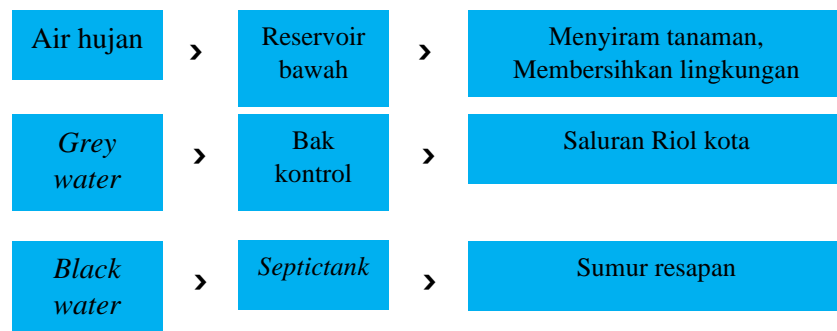 Air hujan
›
Reservoir
bawah
›
Menyiram tanaman,
Membersihkan lingkungan
Grey
water
›
Bak
kontrol
›
Saluran Riol kota
Black
water
›
Septictank
›
Sumur resapan